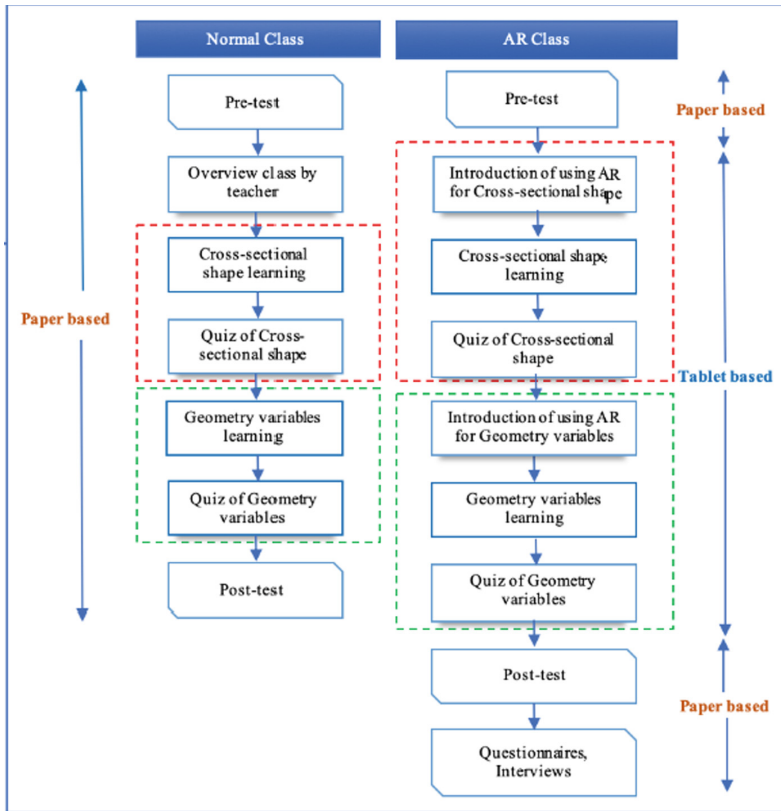 Normal Class
AR Class
Pre-test
Pre-test
Paper based
Overview class by
teacher
Introduction of using AR
for Cross-sectional shape
Cross-sectional
shape learning
Cross-sectional shape
learning
Paper based
Quiz of Cross-
sectional shape
Quiz of Cross-sectional
shape
Tablet based
Geometry variables
learning
Introduction of using AR
for Geometry variables
Quiz of Geometry
variables
Geometry variables
learning
Post-test
Quiz of Geometry
variables
Post-test
Paper based
Questionnaires,
Interviews